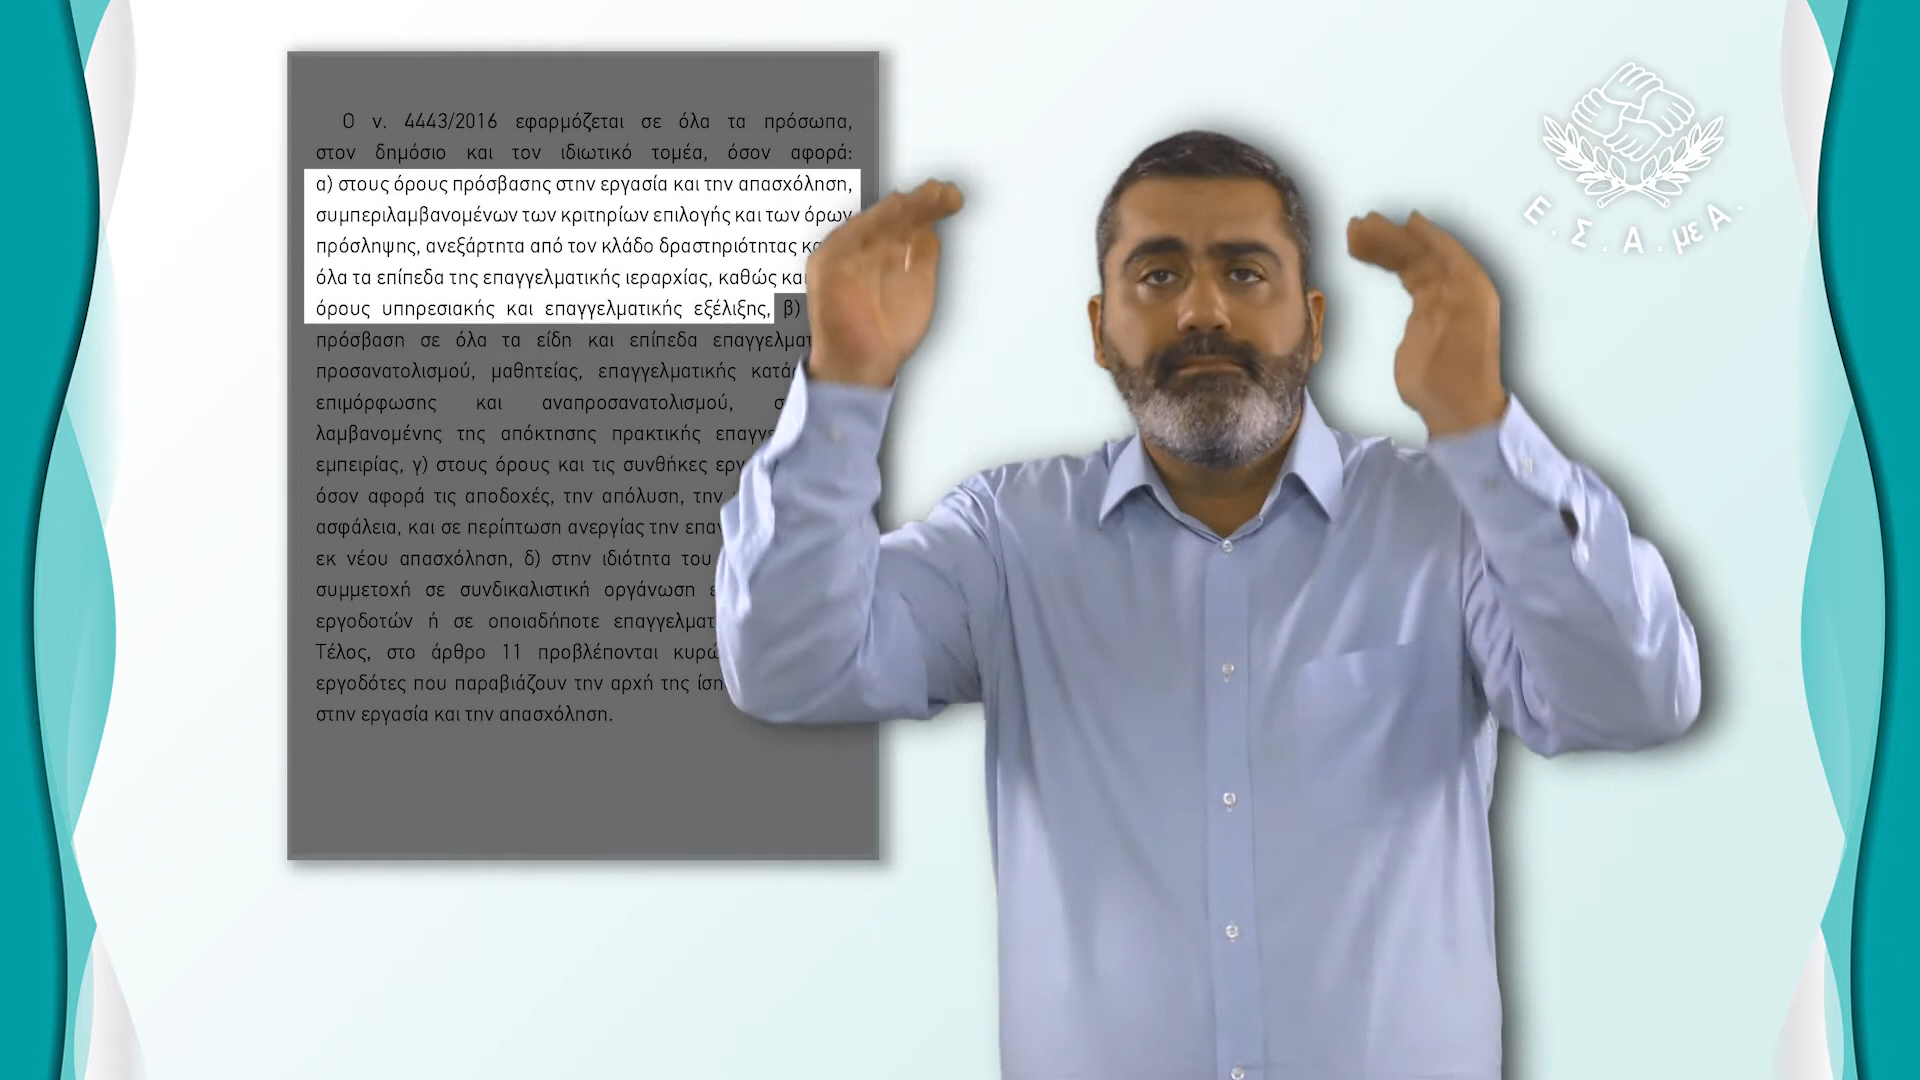 Ο ν. 4443/2016 εφαρμόζεται σε όλα τα πρόσωπα,
στον δημόσιο και τον ιδιωτικό τομέα, όσον αφορά:
α) στους όρους πρόσβασης στην εργασία και την απασχόληση,
συμπεριλαμβανομένων των κριτηρίων επιλογής και των όρων
πρόσληψης, ανεξάρτητα από τον κλάδο δραστηριότητας
όλα τα επίπεδα της επαγγελματικής ιεραρχίας, καθώς και
όρους υπηρεσιακής και επαγγελματικής εξέλιξης, β)
πρόσβαση σε όλα τα είδη και επίπεδα
προσανατολισμού, μαθητείας, επαγγελματικής
επιμόρφωσης και αναπροσανατολισμού,
λαμβανομένης της απόκτησης πρακτικής
εμπειρίας, γ) στους όρους και τις συνθήκες
όσον αφορά τις αποδοχές, την απόλυση, την
ασφάλεια, και σε περίπτωση ανεργίας την
εκ νέου απασχόληση, δ) στην ιδιότητα του
συμμετοχή σε συνδικαλιστική οργάνωση
εργοδοτών ή σε οποιαδήποτε
Τέλος, στο άρθρο 11 προβλέπονται
εργοδότες που παραβιάζουν την αρχή της
στην εργασία και την απασχόληση.
Ε.Σ.Α.μεΑ.